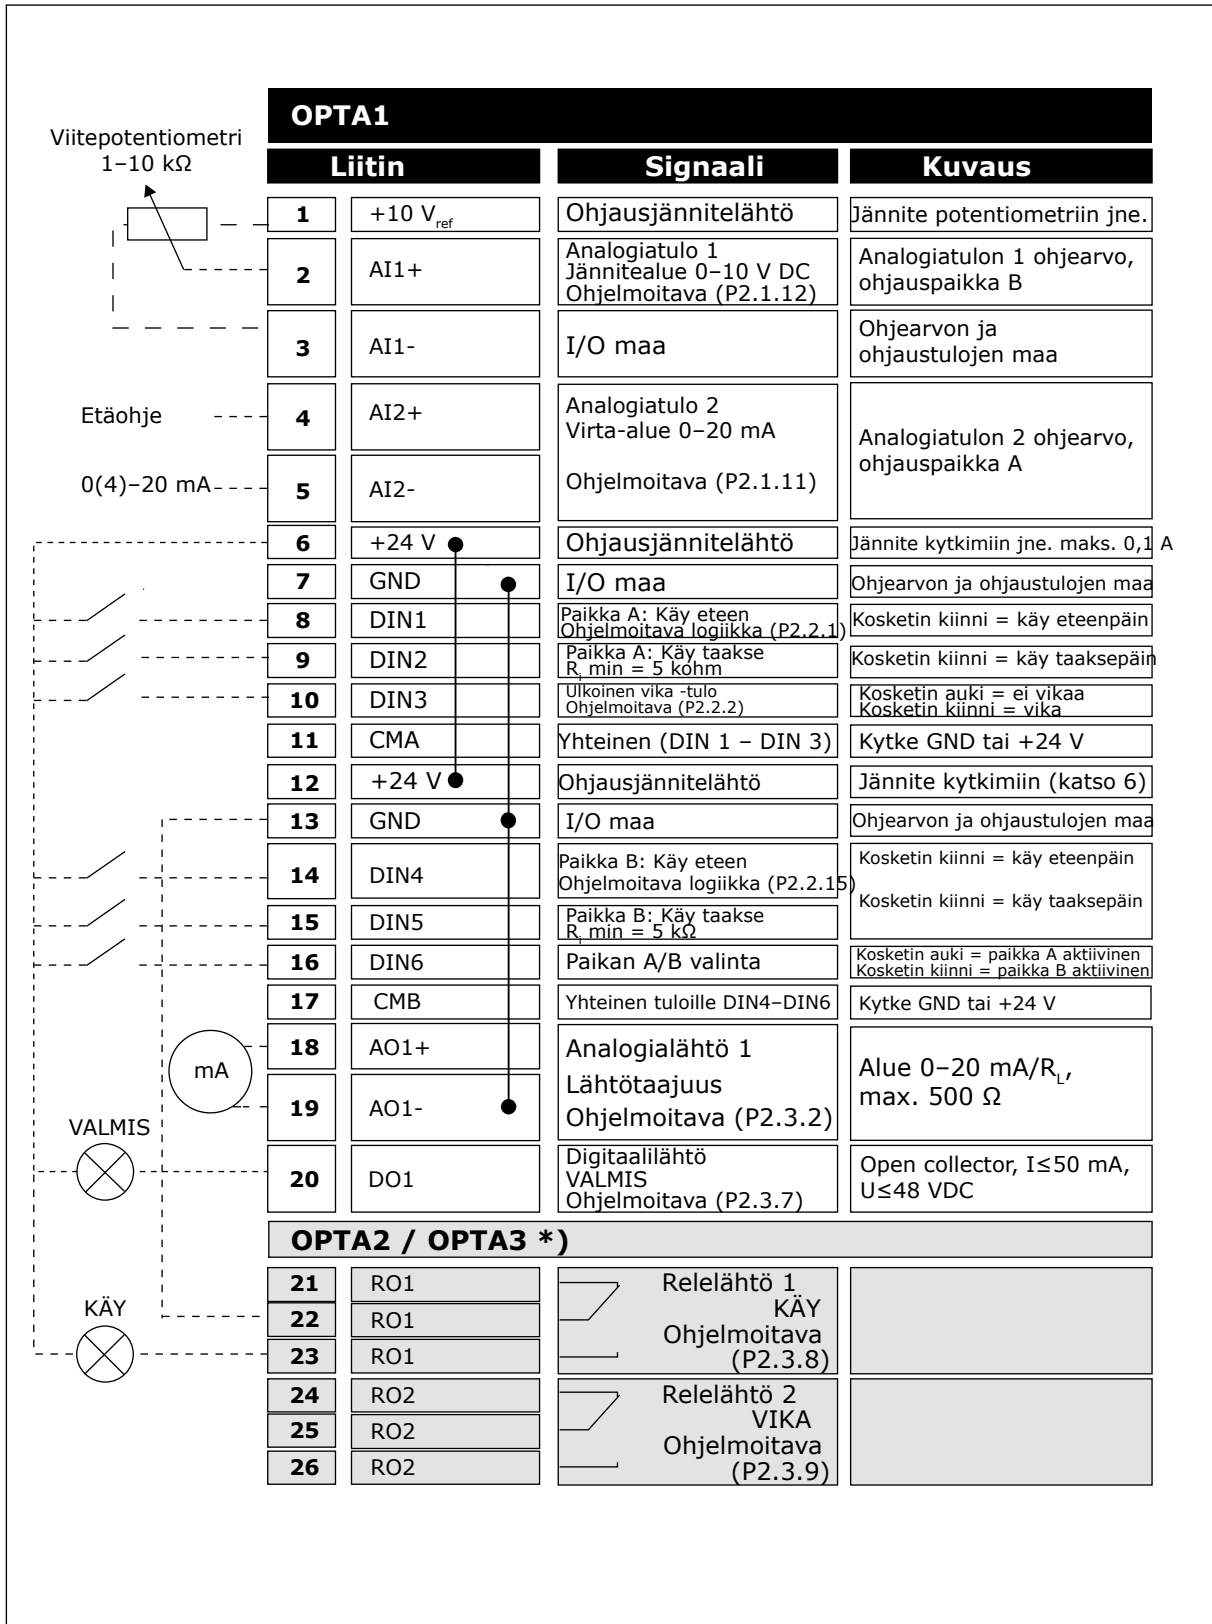 OPTA1
Viitepotentiometri
1–10 kΩ
Liitin
Signaali
Kuvaus
1
+10 Vref
Ohjausjännitelähtö
Jännite potentiometriin jne.
2
AI1+
Analogiatulo 1
Jännitealue 0–10 V DC
Ohjelmoitava (P2.1.12)
Analogiatulon 1 ohjearvo,
ohjauspaikka B
3
AI1-
I/O maa
Ohjearvon ja
ohjaustulojen maa
Etäohje
4
AI2+
Analogiatulo 2
Virta-alue 0–20 mA
Analogiatulon 2 ohjearvo,
ohjauspaikka A
0(4)–20 mA
5
AI2-
Ohjelmoitava (P2.1.11)
6
+24 V
Ohjausjännitelähtö
Jännite kytkimiin jne. maks. 0,1 A
7
GND
I/O maa
Ohjearvon ja ohjaustulojen maa
8
DIN1
Paikka A: Käy eteen
Ohjelmoitava logiikka (P2.2.1)
Kosketin kiinni = käy eteenpäin
9
DIN2
Paikka A: Käy taakse
Ri min = 5 kohm
Kosketin kiinni = käy taaksepäin
10
DIN3
Ulkoinen vika -tulo
Ohjelmoitava (P2.2.2)
Kosketin auki = ei vikaa
Kosketin kiinni = vika
11
CMA
Yhteinen (DIN 1 – DIN 3)
Kytke GND tai +24 V
12
+24 V
Ohjausjännitelähtö
Jännite kytkimiin (katso 6)
13
GND
I/O maa
Ohjearvon ja ohjaustulojen maa
14
DIN4
Paikka B: Käy eteen
Ohjelmoitava logiikka (P2.2.15)
Kosketin kiinni = käy eteenpäin
Kosketin kiinni = käy taaksepäin
15
DIN5
Paikka B: Käy taakse
Ri min = 5 kΩ
16
DIN6
Paikan A/B valinta
Kosketin auki = paikka A aktiivinen
Kosketin kiinni = paikka B aktiivinen
17
CMB
Yhteinen tuloille DIN4–DIN6
Kytke GND tai +24 V
mA
18
AO1+
Analogialähtö 1
Lähtötaajuus
Ohjelmoitava (P2.3.2)
Alue 0–20 mA/RL,
max. 500 Ω
19
AO1-
VALMIS
20
DO1
Digitaalilähtö
VALMIS
Ohjelmoitava (P2.3.7)
Open collector, I≤50 mA,
U≤48 VDC
OPTA2 / OPTA3 *)
21
RO1
Relelähtö 1
KÄY
Ohjelmoitava
(P2.3.8)
KÄY
22
RO1
23
RO1
24
RO2
Relelähtö 2
VIKA
Ohjelmoitava
(P2.3.9)
25
RO2
26
RO2